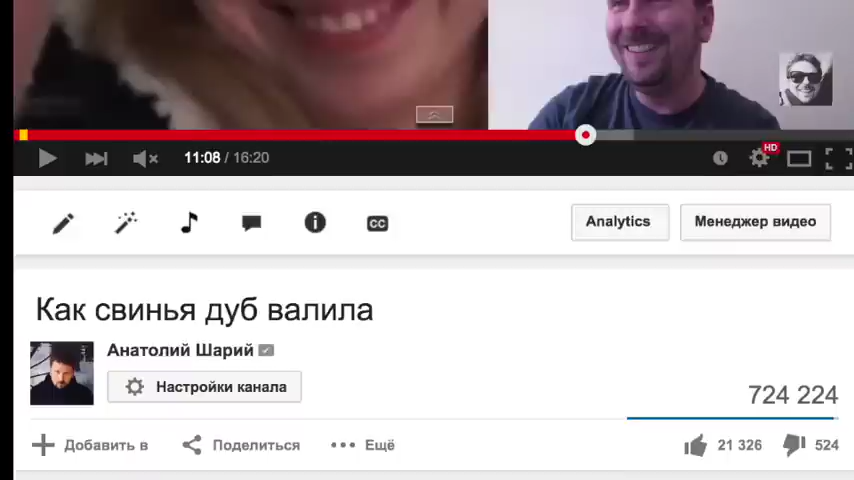 HD
11:08 / 16:20
CC
Analytics
Менеджер видео
Как свинья дуб валила
Анатолий Шарий
Настройки канала
724 224
Добавить в
Поделиться
Ещё
21 326
524